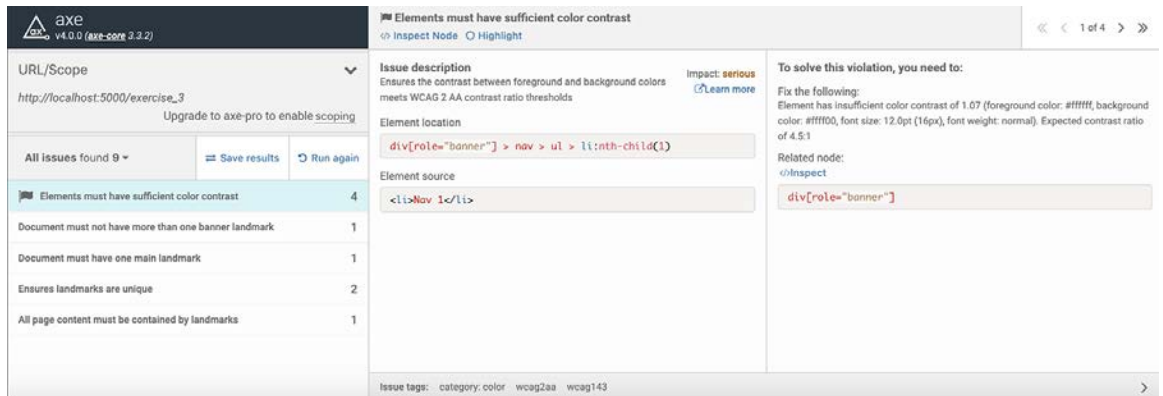 axe
v4.0.0 (axe-core 3.3.2)
URL/Scope
http://localhost:5000/exercise_3
Upgrade to axe-pro to enable scoping
All issues found 9
Save results
Run again
Elements must have sufficient color contrast 4
Document must not have more than one banner landmark 1
Document must have one main landmark 1
Ensures landmarks are unique 2
All page content must be contained by landmarks 1
Elements must have sufficient color contrast
</> Inspect Node Highlight
1 of 4
Issue description
Ensures the contrast between foreground and background colors
meets WCAG 2 AA contrast ratio thresholds
Impact: serious
Learn more
Element location
div[role="banner"] > nav > ul > li:nth-child(1)
Element source
<li>Nav 1</li>
To solve this violation, you need to:
Fix the following:
Element has insufficient color contrast of 1.07 (foreground color: #ffffff, background
color: #ffff00, font size: 12.0pt (16px), font weight: normal). Expected contrast ratio
of 4.5:1
Related node:
</>Inspect
div[role="banner"]
Issue tags: category: color wcag2aa wcag143